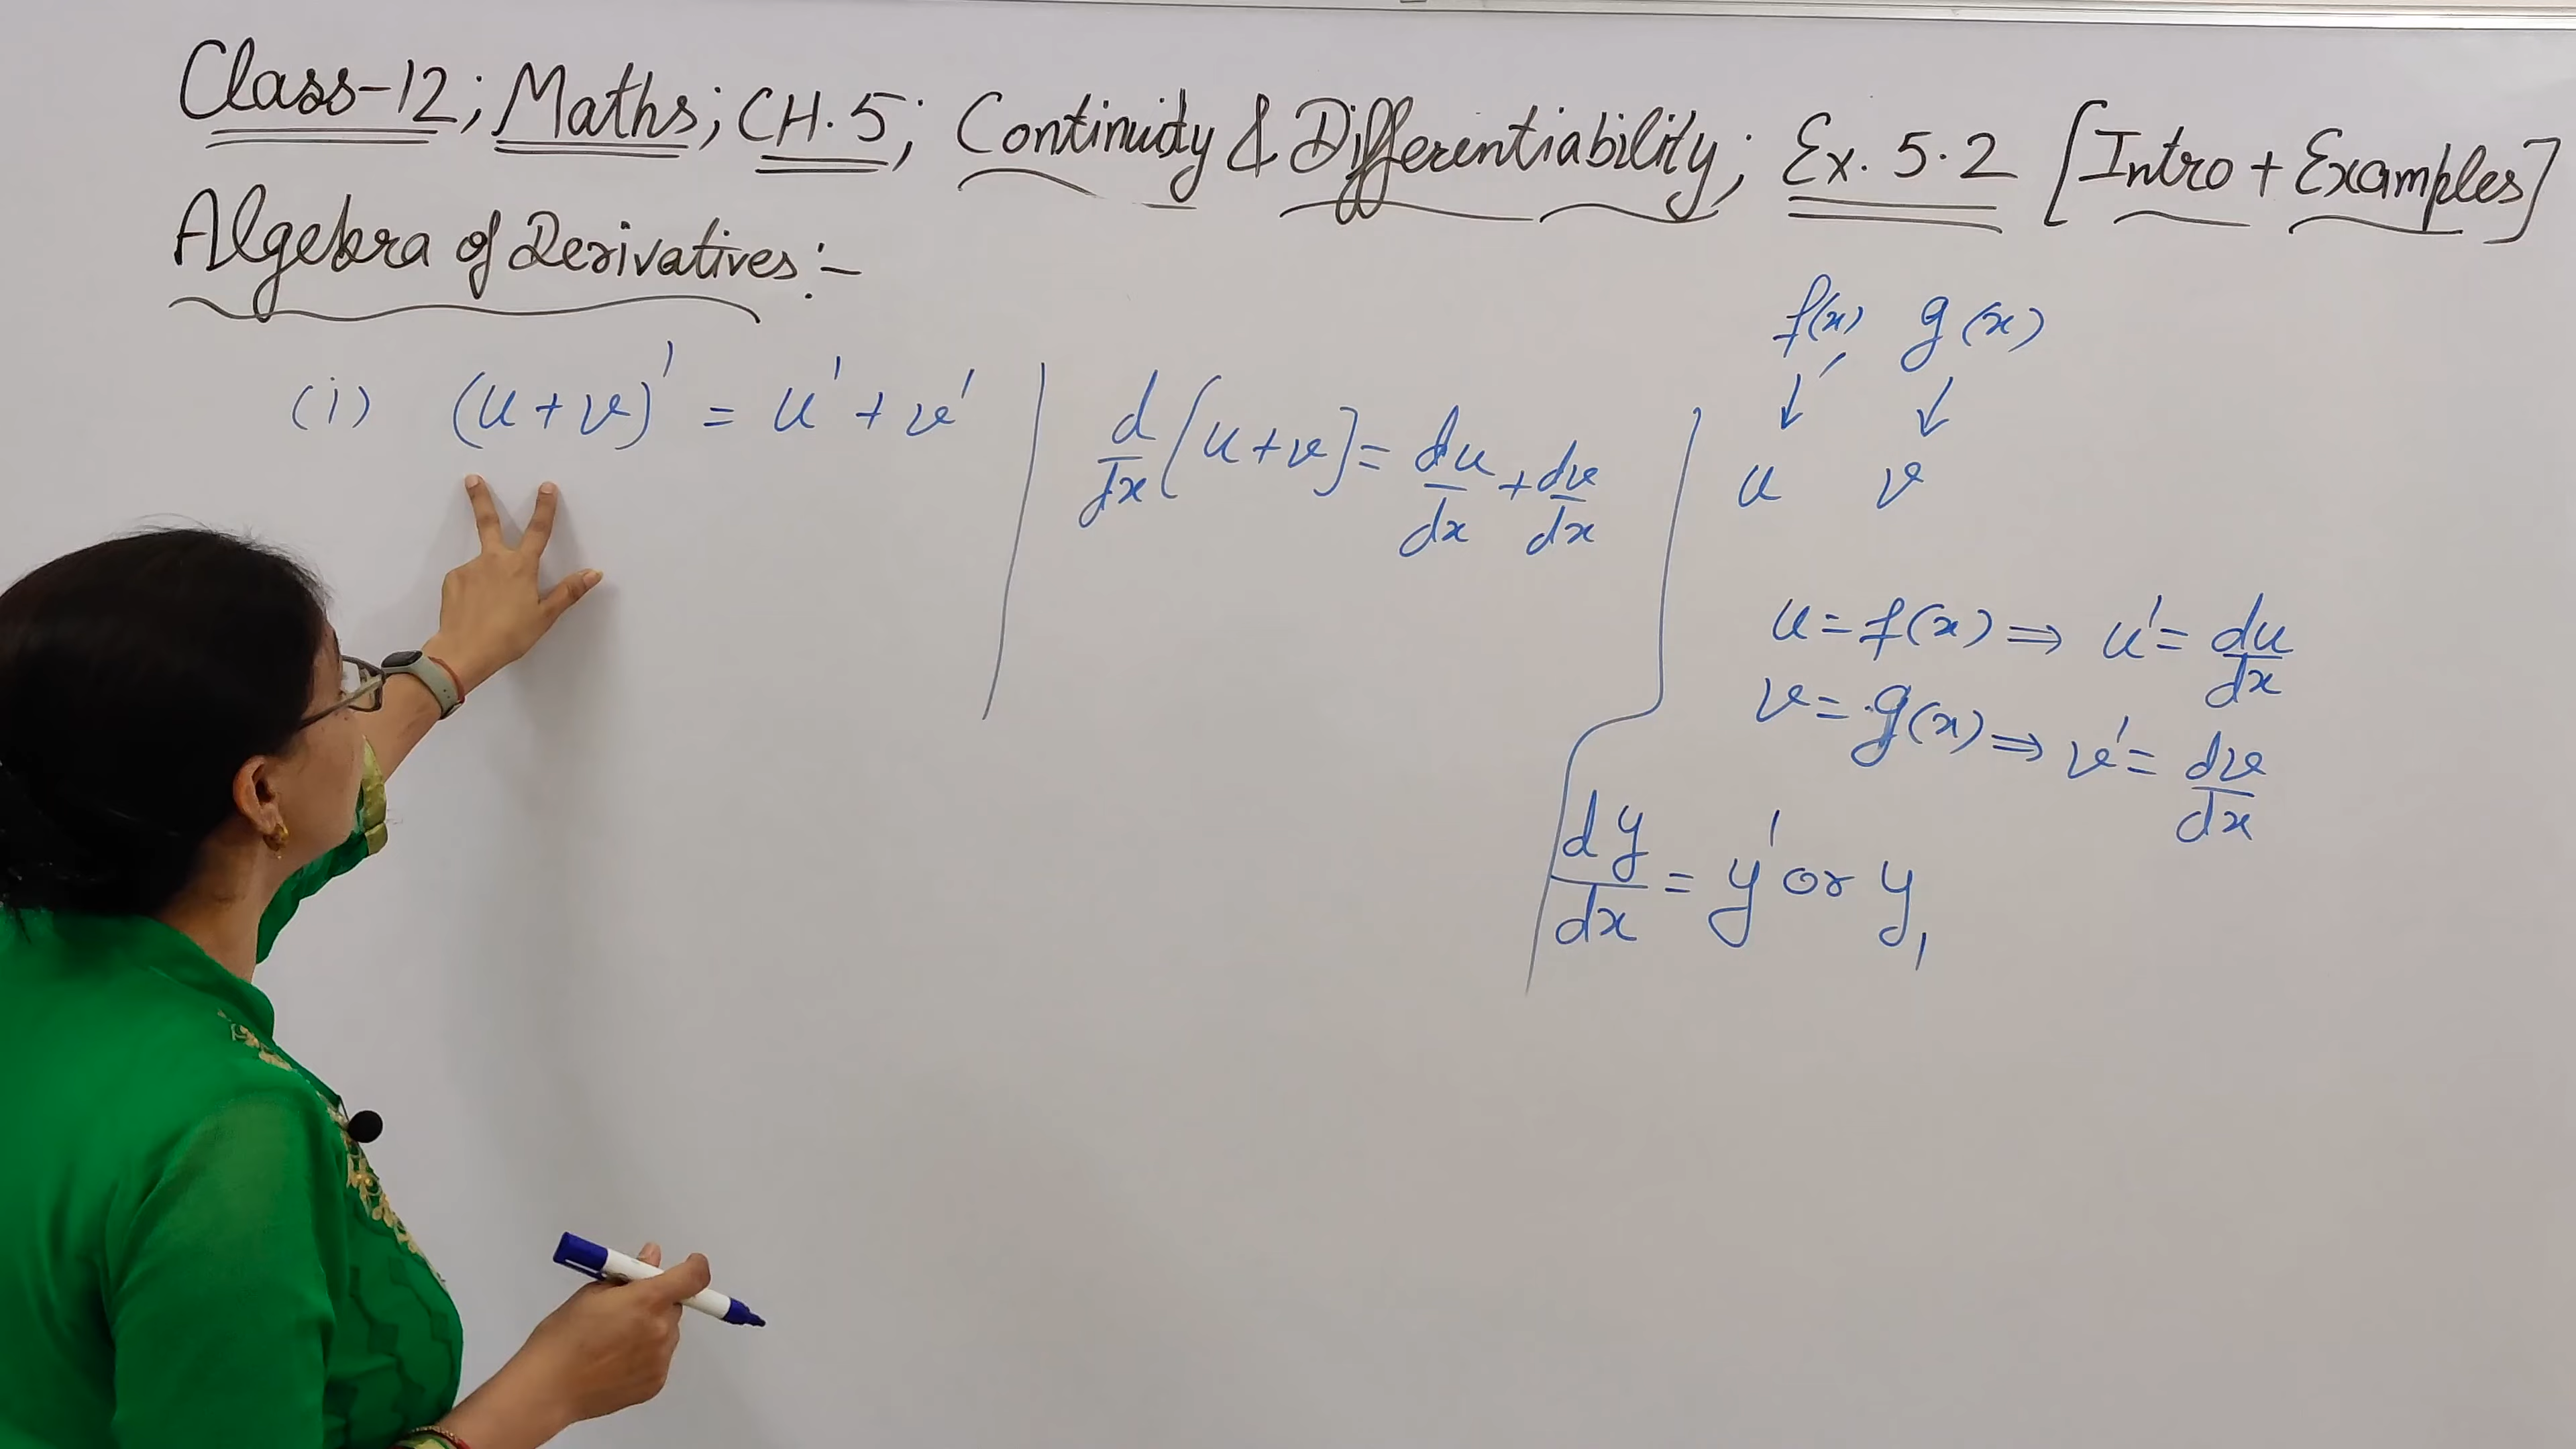 Class-12; Maths; CH. 5; Continuity & Differentiability; Ex. 5.2 [Intro + Examples]
Algebra of Derivatives:-
(i) (u+v)' = u' + v'
d/dx [u+v] = du/dx + dv/dx
f(x) g(x)
↓ ↓
u v
u = f(x) ⇒ u' = du/dx
v = g(x) ⇒ v' = dv/dx
dy/dx = y' or y₁